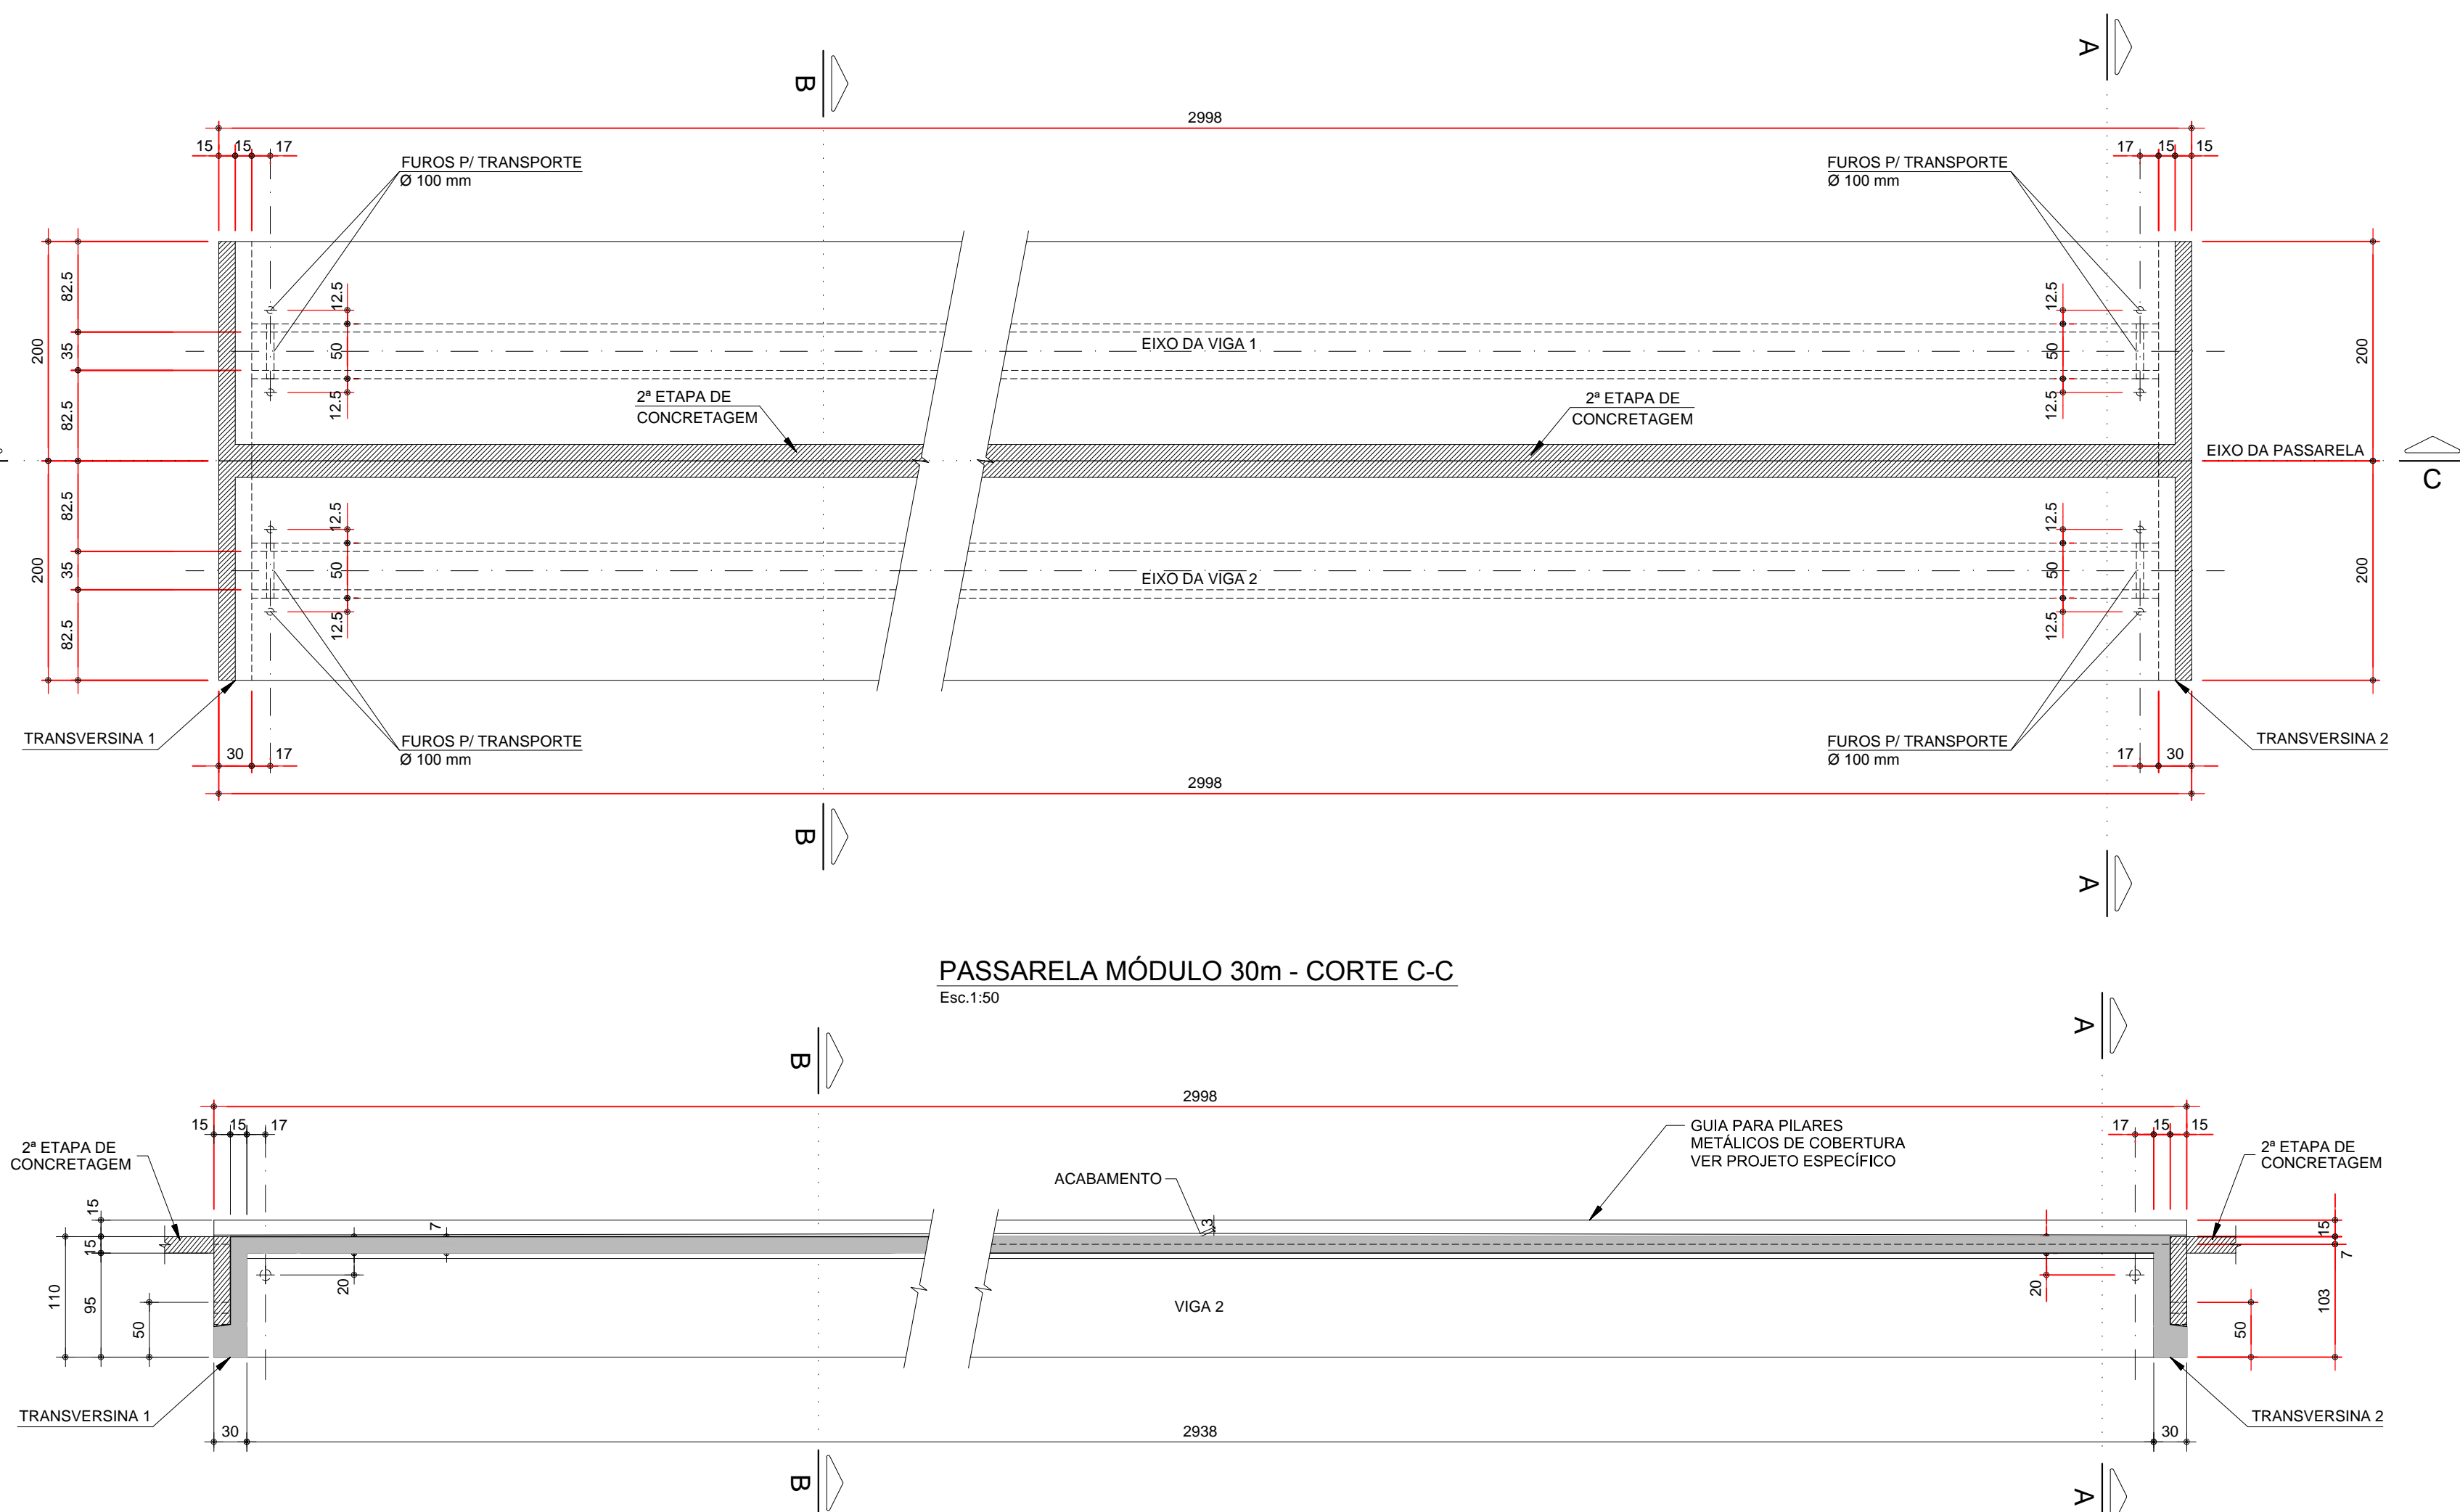 A
B
2998
15 15 17
17 15 15
FUROS P/ TRANSPORTE
Ø 100 mm
FUROS P/ TRANSPORTE
Ø 100 mm
82.5
35
82.5
200
12.5
50
12.5
12.5
50
12.5
200
EIXO DA VIGA 1
2ª ETAPA DE
CONCRETAGEM
2ª ETAPA DE
CONCRETAGEM
EIXO DA PASSARELA
C
82.5
35
82.5
200
12.5
50
12.5
12.5
50
12.5
200
EIXO DA VIGA 2
TRANSVERSINA 1
FUROS P/ TRANSPORTE
Ø 100 mm
FUROS P/ TRANSPORTE
Ø 100 mm
TRANSVERSINA 2
30 17
17 30
2998
B
A
PASSARELA MÓDULO 30m - CORTE C-C
Esc.1:50
B
A
2998
15 15 17
17 15 15
2ª ETAPA DE
CONCRETAGEM
GUIA PARA PILARES
METÁLICOS DE COBERTURA
VER PROJETO ESPECÍFICO
2ª ETAPA DE
CONCRETAGEM
ACABAMENTO
15
15
7
3
15
7
110
95
50
20
VIGA 2
20
50
103
TRANSVERSINA 1
TRANSVERSINA 2
30
2938
30
B
A